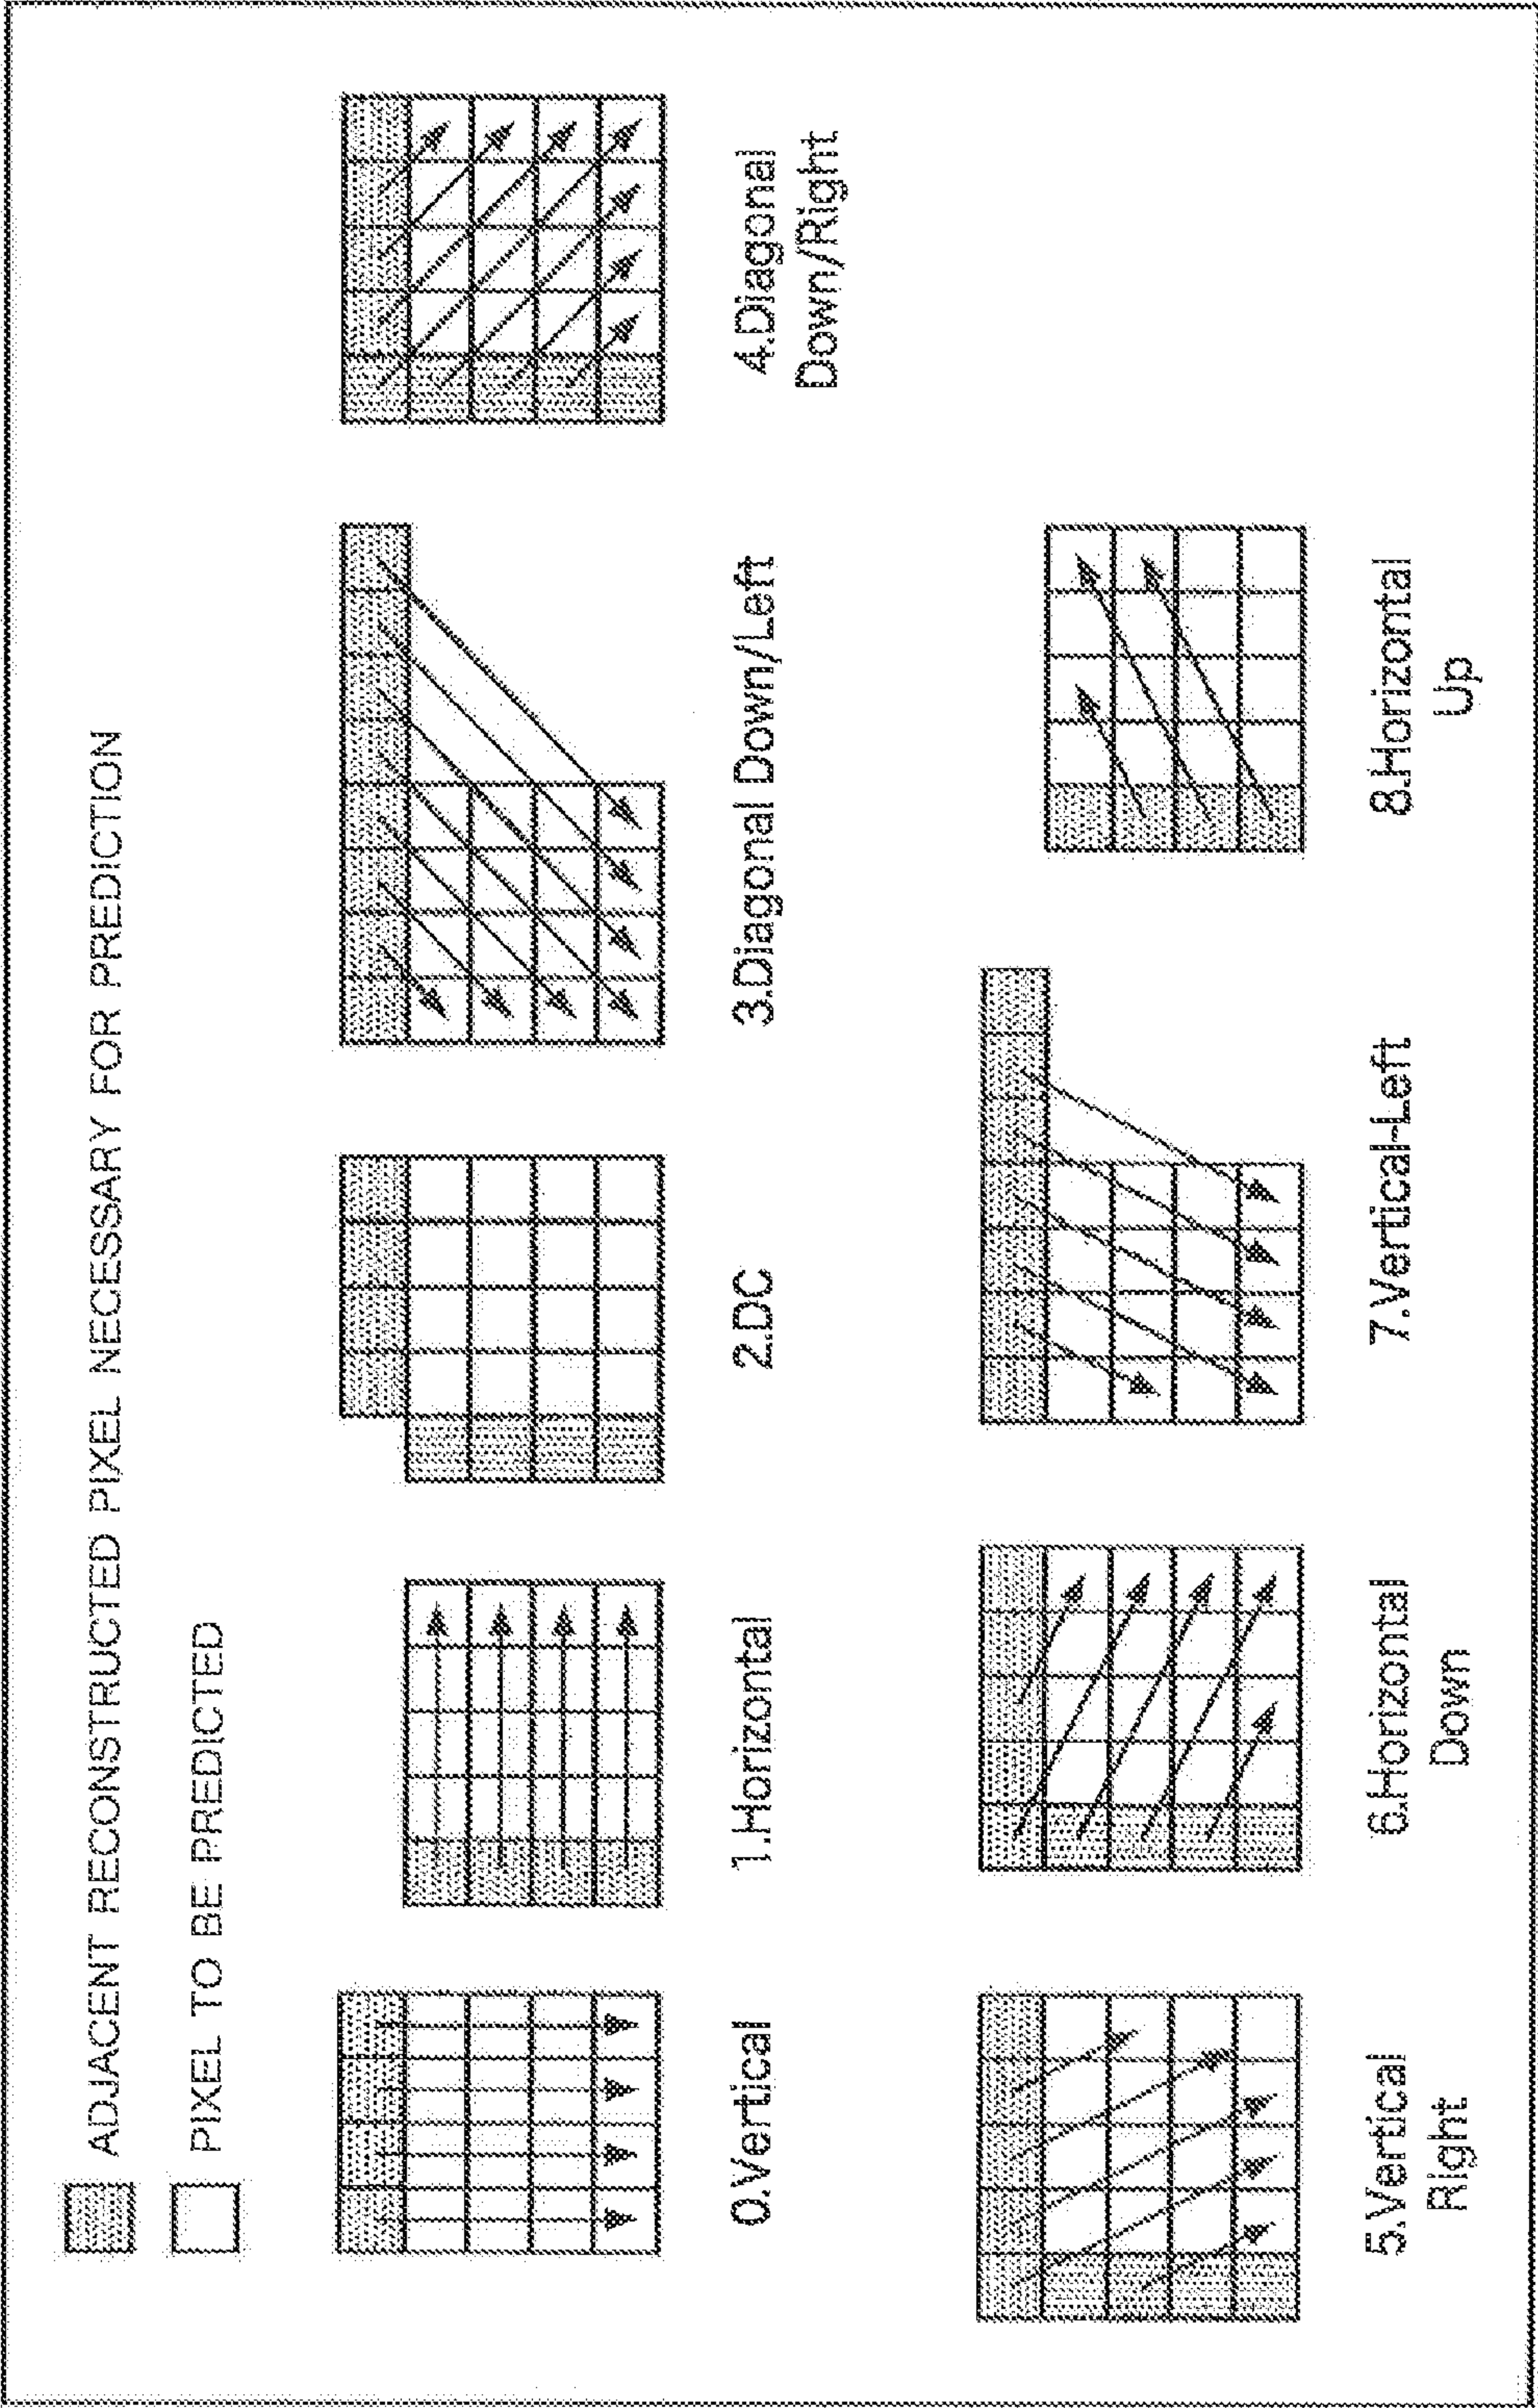 ADJACENT RECONSTRUCTED PIXEL NECESSARY FOR PREDICTION
PIXEL TO BE PREDICTED
0.Vertical
1.Horizontal
2.DC
3.Diagonal Down/Left
4.Diagonal
Down/Right
5.Vertical
Right
6.Horizontal
Down
7.Vertical-Left
8.Horizontal
Up